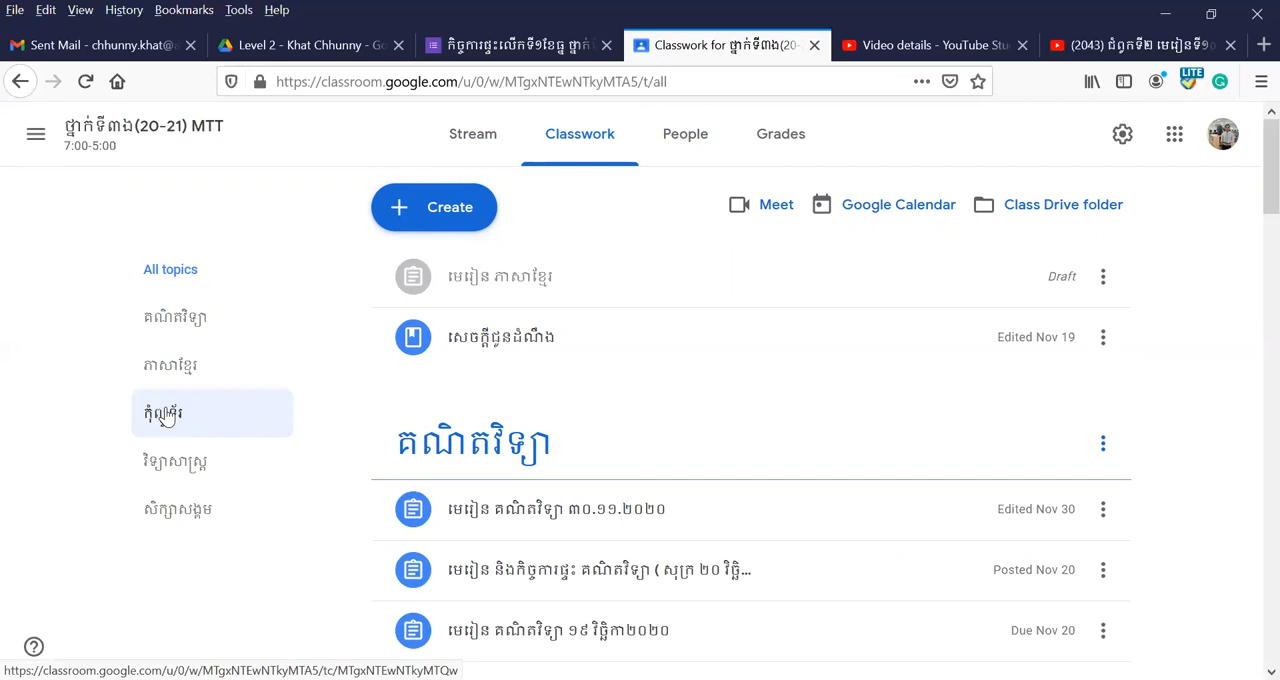 File Edit View History Bookmarks Tools Help
Sent Mail - chhunny.khat@a
Level 2 - Khat Chhunny - Go
កិច្ចការផ្ទះលើកទី១ខែធ្នូ ថ្នាក់
Classwork for ថ្នាក់ទី៣ង(20-
Video details - YouTube Stu
(2043) ជំពូកទី២ មេរៀនទី១០
https://classroom.google.com/u/0/w/MTgxNTEwNTkyMTA5/t/all
LITE
ថ្នាក់ទី៣ង(20-21) MTT
7:00-5:00
Stream
Classwork
People
Grades
Create
Meet
Google Calendar
Class Drive folder
All topics
គណិតវិទ្យា
ភាសាខ្មែរ
វិទ្យាសាស្ត្រ
សិក្សាសង្គម
មេរៀន ភាសាខ្មែរ
Draft
សេចក្ដីជូនដំណឹង
Edited Nov 19
គណិតវិទ្យា
មេរៀន គណិតវិទ្យា ៣០.១១.២០២០
Edited Nov 30
មេរៀន និងកិច្ចការផ្ទះ គណិតវិទ្យា ( សុក្រ ២០ វិច្ឆិ...
Posted Nov 20
មេរៀន គណិតវិទ្យា ១៩ វិច្ឆិកា២០២០
Due Nov 20
https://classroom.google.com/u/0/w/MTgxNTEwNTkyMTA5/tc/MTgxNTEwNTkyMTQw